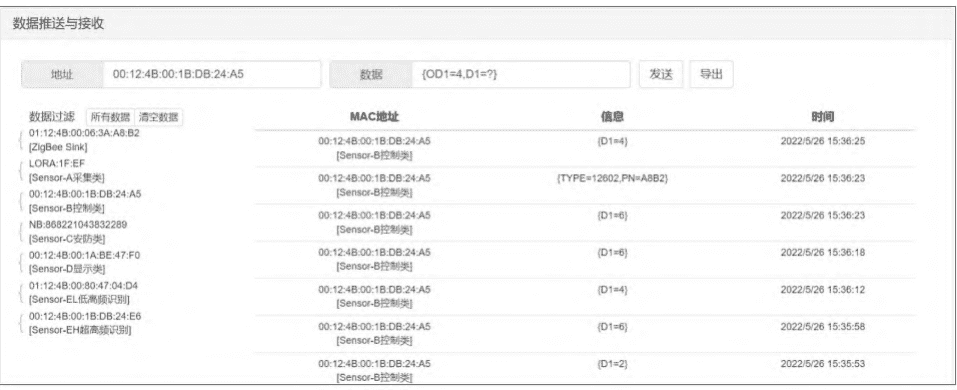 数据推送与接收
地址 00:12:4B:00:1B:DB:24:A5 数据 {OD1=4,D1=?} 发送 导出
数据过滤 所有数据 清空数据
01:12:4B:00:06:3A:A8:B2
[ZigBee Sink]
LORA:1F:EF
[Sensor-A采集类]
00:12:4B:00:1B:DB:24:A5
[Sensor-B控制类]
NB:868221043832289
[Sensor-C安防类]
00:12:4B:00:1A:BE:47:F0
[Sensor-D显示类]
01:12:4B:00:80:47:04:D4
[Sensor-EL低高频识别]
00:12:4B:00:1B:DB:24:E6
[Sensor-EH超高频识别]
MAC地址 信息 时间
00:12:4B:00:1B:DB:24:A5 {D1=4} 2022/5/26 15:36:25
[Sensor-B控制类]
00:12:4B:00:1B:DB:24:A5 {TYPE=12602,PN=A8B2} 2022/5/26 15:36:23
[Sensor-B控制类]
00:12:4B:00:1B:DB:24:A5 {D1=6} 2022/5/26 15:36:23
[Sensor-B控制类]
00:12:4B:00:1B:DB:24:A5 {D1=6} 2022/5/26 15:36:18
[Sensor-B控制类]
00:12:4B:00:1B:DB:24:A5 {D1=4} 2022/5/26 15:36:12
[Sensor-B控制类]
00:12:4B:00:1B:DB:24:A5 {D1=6} 2022/5/26 15:35:58
[Sensor-B控制类]
00:12:4B:00:1B:DB:24:A5 {D1=2} 2022/5/26 15:35:53
[Sensor-B控制类]